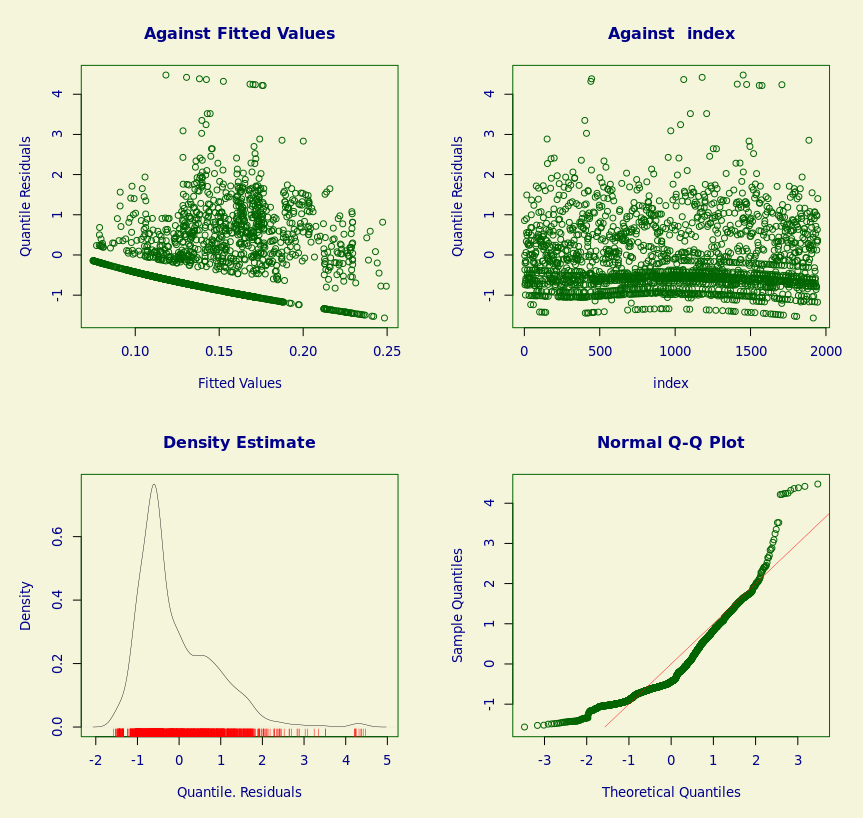 Against Fitted Values
Quantile Residuals
-1 0 1 2 3 4
0.10 0.15 0.20 0.25
Fitted Values
Against  index
Quantile Residuals
-1 0 1 2 3 4
0 500 1000 1500 2000
index
Density Estimate
Density
0.0 0.2 0.4 0.6
-2 -1 0 1 2 3 4 5
Quantile. Residuals
Normal Q-Q Plot
Sample Quantiles
-1 0 1 2 3 4
-3 -2 -1 0 1 2 3
Theoretical Quantiles